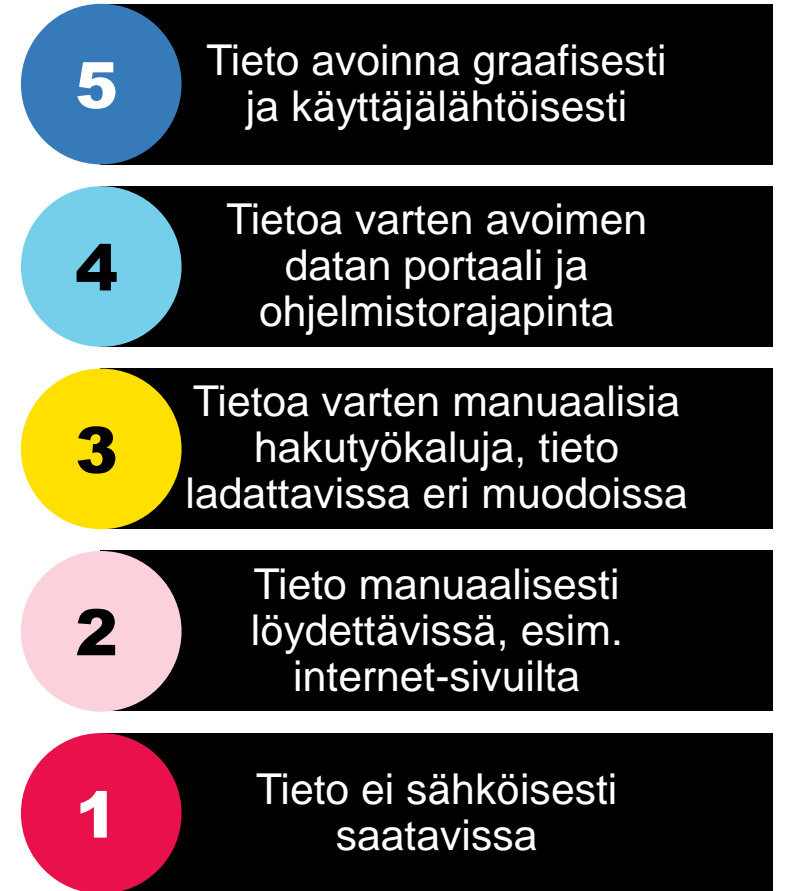 5
Tieto avoinna graafisesti
ja käyttäjälähtöisesti
4
Tietoa varten avoimen
datan portaali ja
ohjelmistorajapinta
3
Tietoa varten manuaalisia
hakutyökaluja, tieto
ladattavissa eri muodoissa
2
Tieto manuaalisesti
löydettävissä, esim.
internet-sivuilta
1
Tieto ei sähköisesti
saatavissa